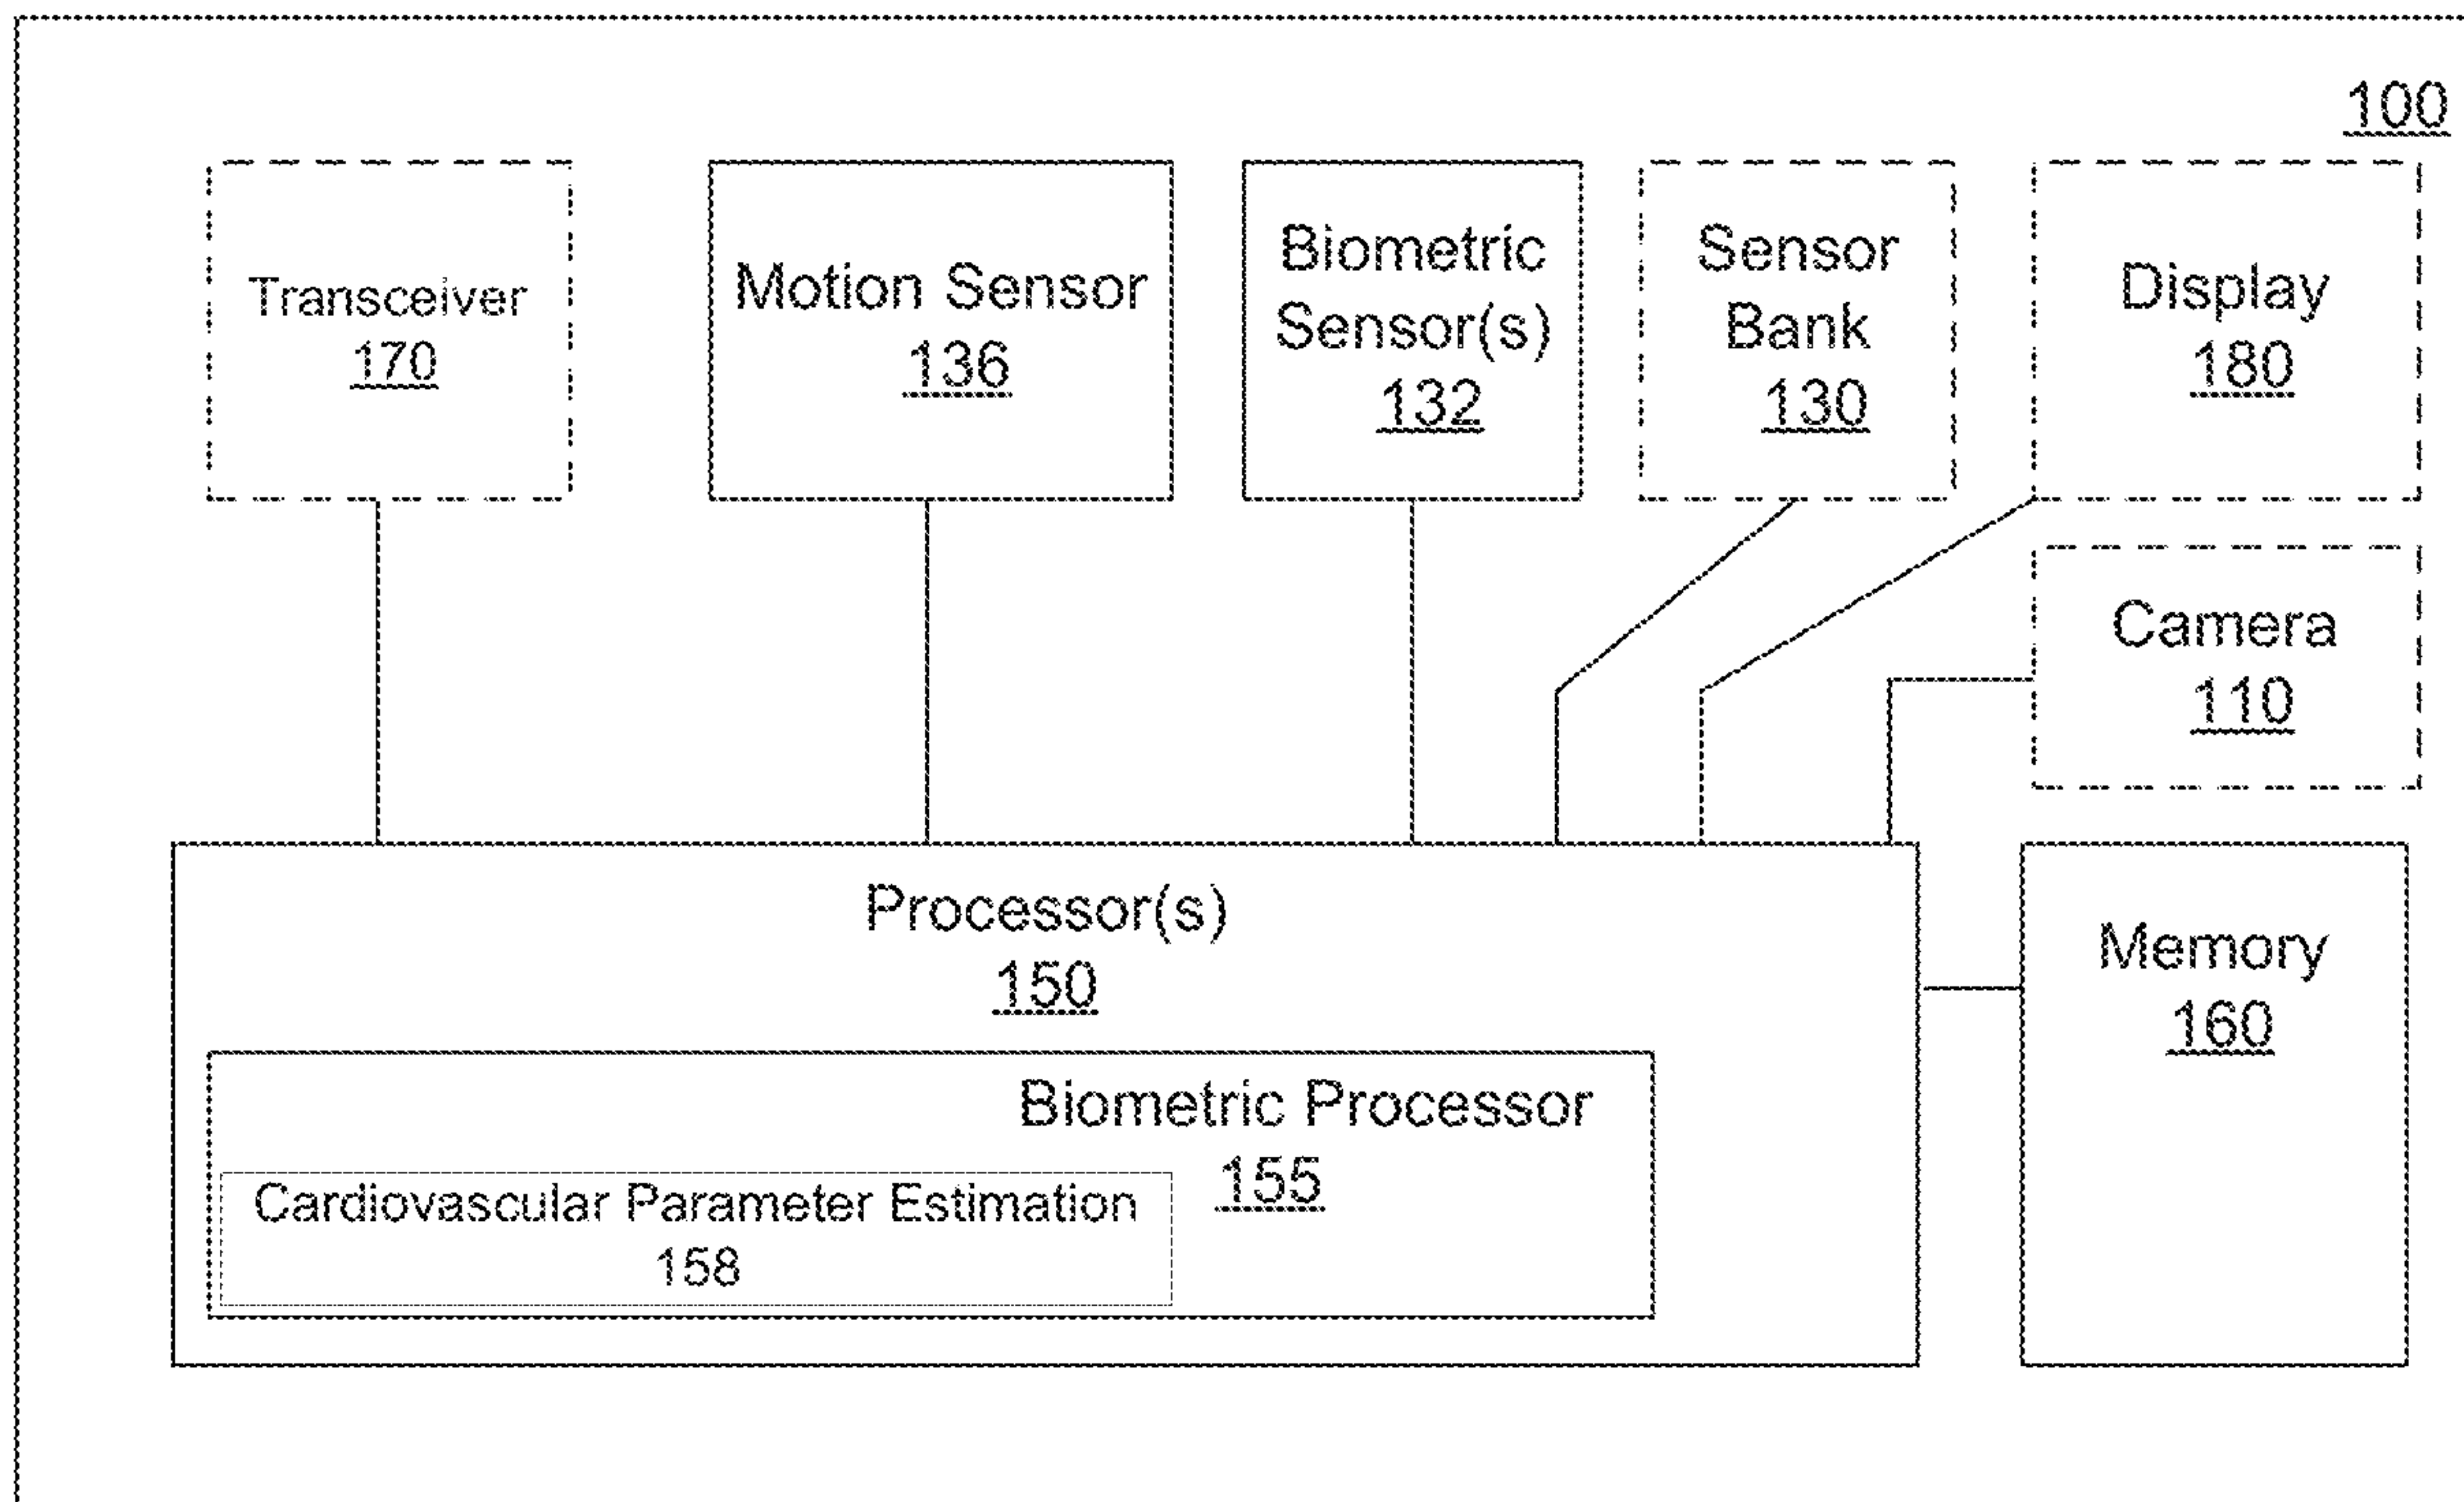 100
Transceiver
170
Motion Sensor
136
Biometric
Sensor(s)
132
Sensor
Bank
130
Display
180
Camera
110
Processor(s)
150
Memory
160
Biometric Processor
155
Cardiovascular Parameter Estimation
158